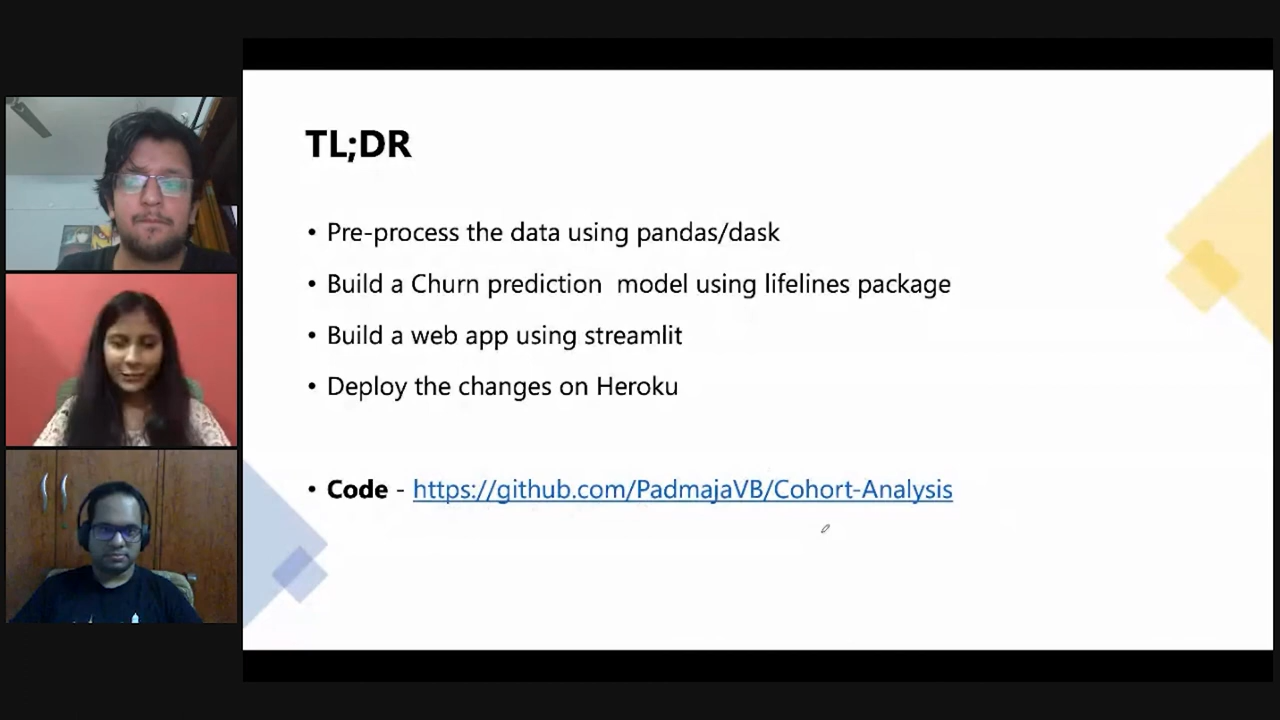 TL;DR
• Pre-process the data using pandas/dask
• Build a Churn prediction  model using lifelines package
• Build a web app using streamlit
• Deploy the changes on Heroku
• Code - https://github.com/PadmajaVB/Cohort-Analysis